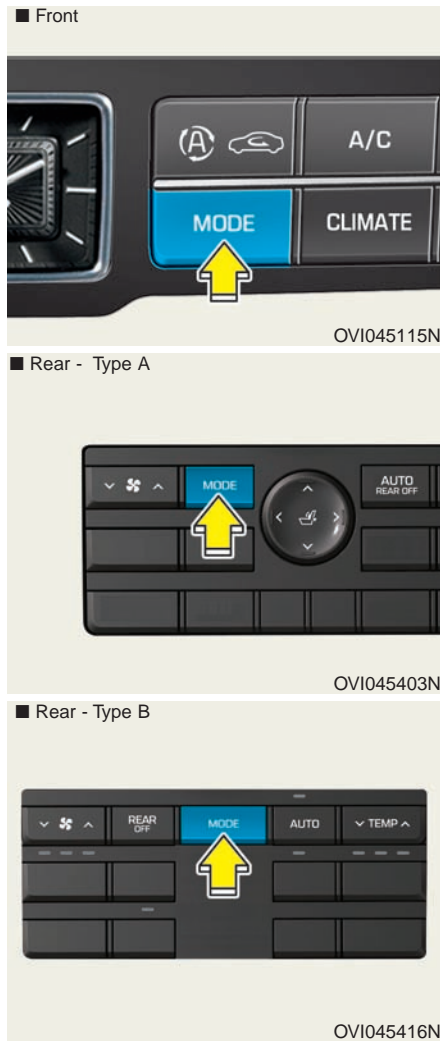 ■ Front
A A/C
MODE CLIMATE
OVI045115N
■ Rear - Type A
MODE AUTO
REAR OFF
OVI045403N
■ Rear - Type B
REAR
OFF
MODE AUTO TEMP
OVI045416N